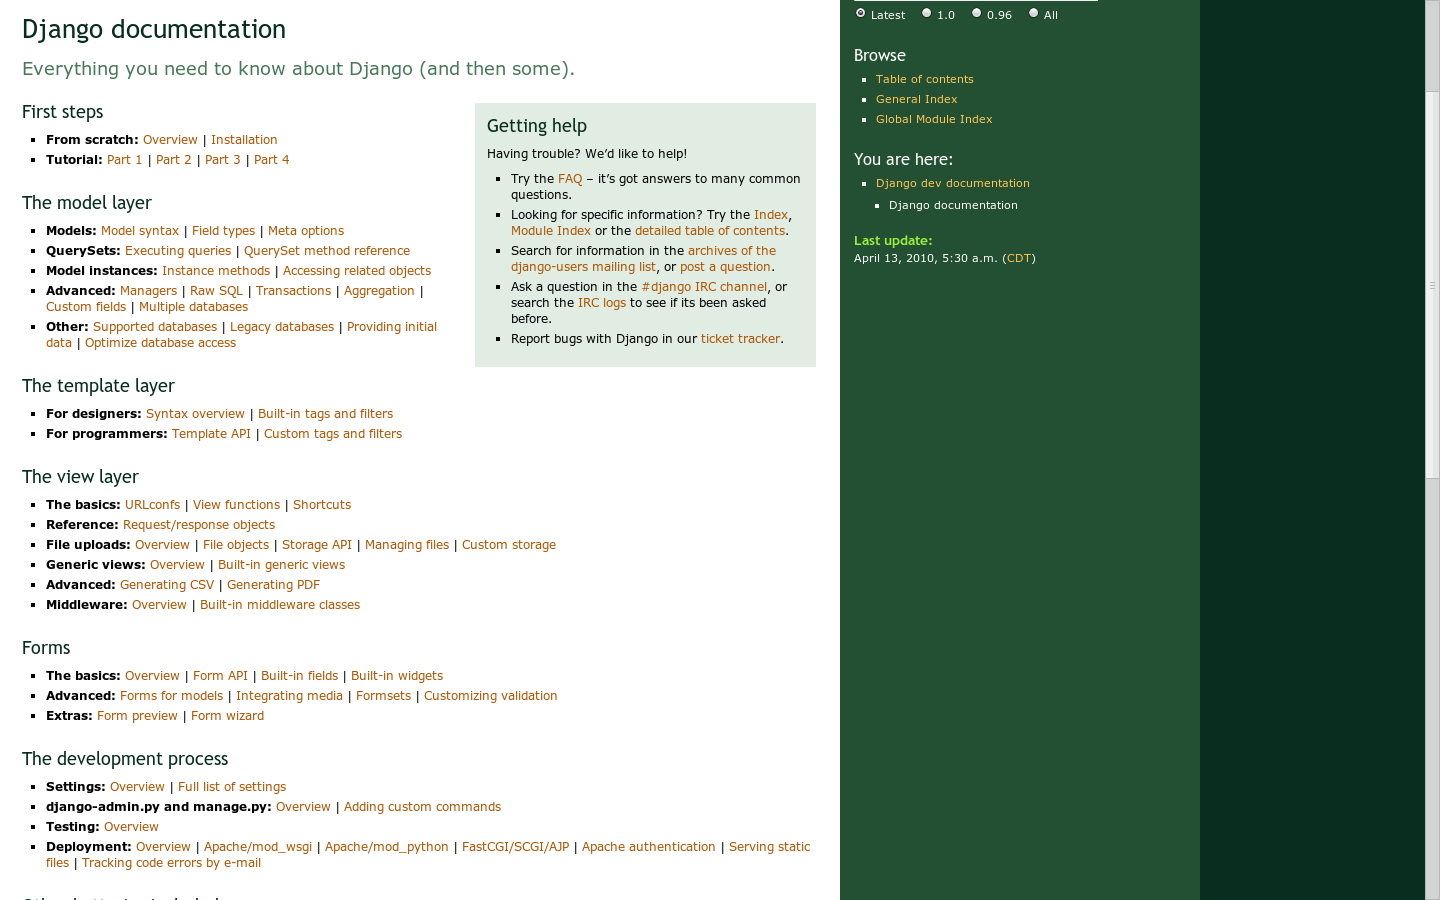 Django documentation
Everything you need to know about Django (and then some).
First steps
From scratch: Overview | Installation
Tutorial: Part 1 | Part 2 | Part 3 | Part 4
The model layer
Models: Model syntax | Field types | Meta options
QuerySets: Executing queries | QuerySet method reference
Model instances: Instance methods | Accessing related objects
Advanced: Managers | Raw SQL | Transactions | Aggregation |
Custom fields | Multiple databases
Other: Supported databases | Legacy databases | Providing initial
data | Optimize database access
Getting help
Having trouble? We’d like to help!
Try the FAQ – it’s got answers to many common
questions.
Looking for specific information? Try the Index,
Module Index or the detailed table of contents.
Search for information in the archives of the
django-users mailing list, or post a question.
Ask a question in the #django IRC channel, or
search the IRC logs to see if its been asked
before.
Report bugs with Django in our ticket tracker.
The template layer
For designers: Syntax overview | Built-in tags and filters
For programmers: Template API | Custom tags and filters
The view layer
The basics: URLconfs | View functions | Shortcuts
Reference: Request/response objects
File uploads: Overview | File objects | Storage API | Managing files | Custom storage
Generic views: Overview | Built-in generic views
Advanced: Generating CSV | Generating PDF
Middleware: Overview | Built-in middleware classes
Forms
The basics: Overview | Form API | Built-in fields | Built-in widgets
Advanced: Forms for models | Integrating media | Formsets | Customizing validation
Extras: Form preview | Form wizard
The development process
Settings: Overview | Full list of settings
django-admin.py and manage.py: Overview | Adding custom commands
Testing: Overview
Deployment: Overview | Apache/mod_wsgi | Apache/mod_python | FastCGI/SCGI/AJP | Apache authentication | Serving static
files | Tracking code errors by e-mail
Latest 1.0 0.96 All
Browse
Table of contents
General Index
Global Module Index
You are here:
Django dev documentation
Django documentation
Last update:
April 13, 2010, 5:30 a.m. (CDT)